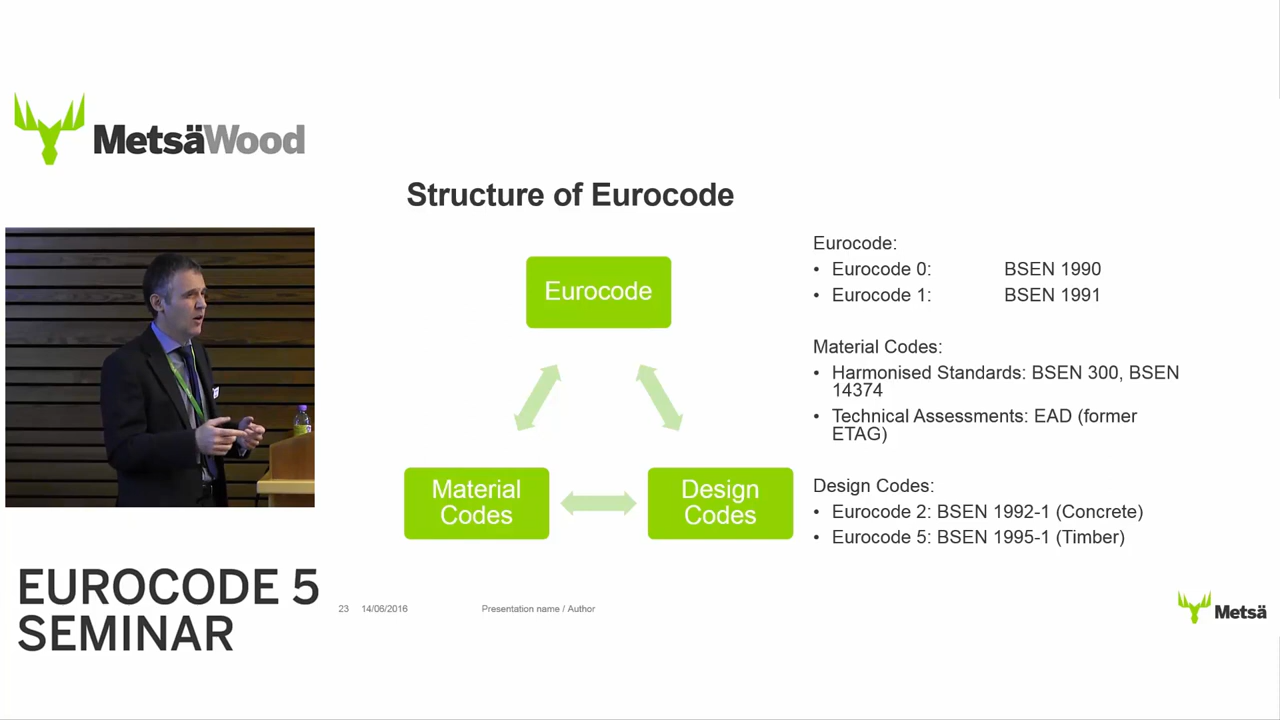 MetsäWood
Structure of Eurocode
Eurocode
Material
Codes
Design
Codes
Eurocode:
• Eurocode 0: BSEN 1990
• Eurocode 1: BSEN 1991
Material Codes:
• Harmonised Standards: BSEN 300, BSEN
14374
• Technical Assessments: EAD (former
ETAG)
Design Codes:
• Eurocode 2: BSEN 1992-1 (Concrete)
• Eurocode 5: BSEN 1995-1 (Timber)
EUROCODE 5
SEMINAR
23 14/06/2016 Presentation name / Author
Metsä